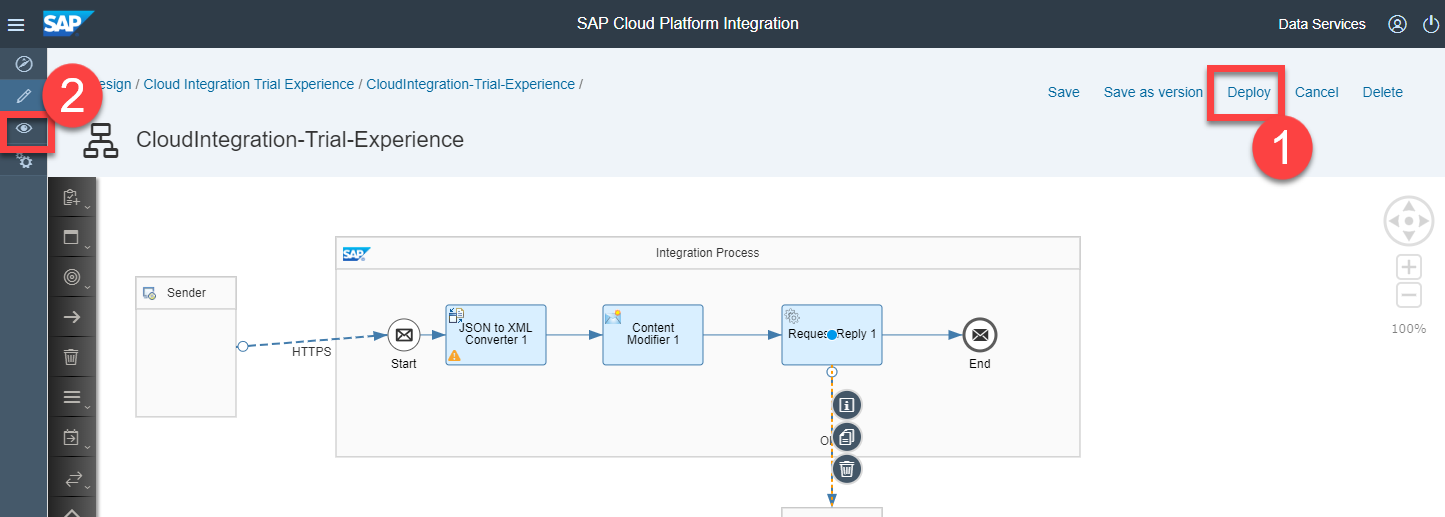 SAP
SAP Cloud Platform Integration
Data Services
/ Cloud Integration Trial Experience / CloudIntegration-Trial-Experience /
Save
Save as version
Deploy
Cancel
Delete
2
1
CloudIntegration-Trial-Experience
SAP
Integration Process
Sender
HTTPS
Start
JSON to XML
Converter 1
Content
Modifier 1
Reply 1
End
100%